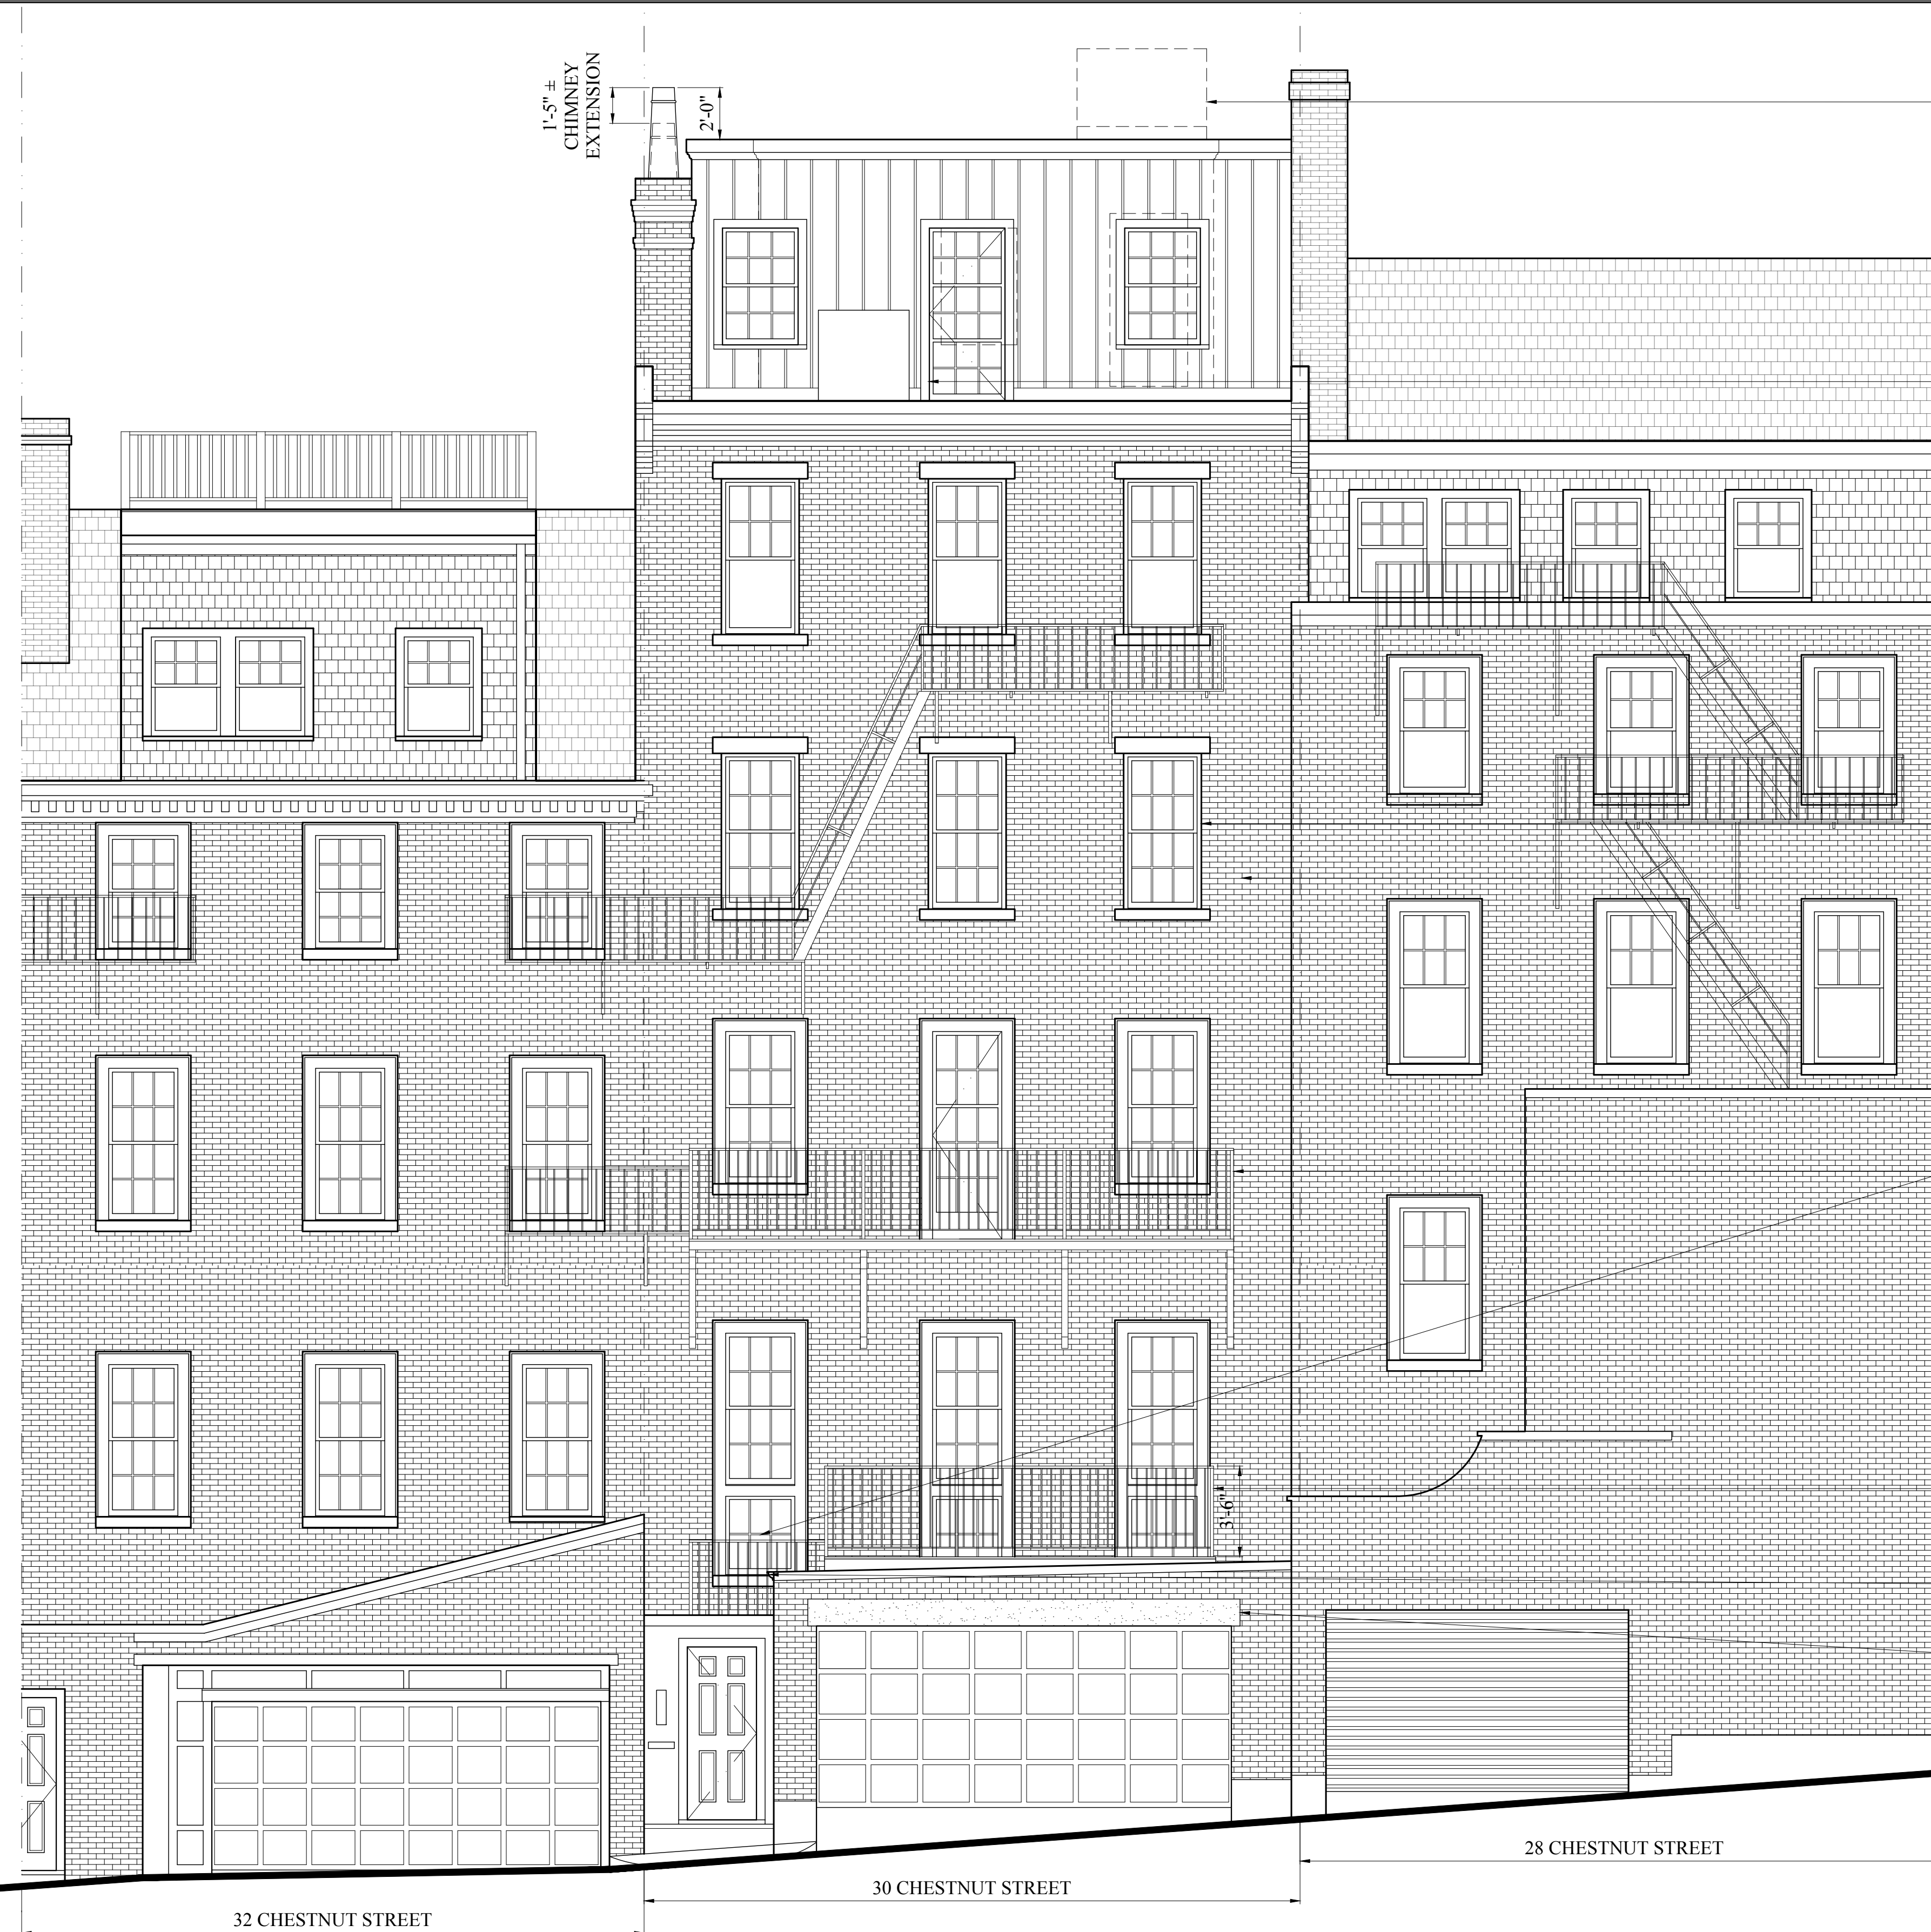 1'-5" ±
CHIMNEY
EXTENSION
2'-0"
3'-6"
28 CHESTNUT STREET
30 CHESTNUT STREET
32 CHESTNUT STREET